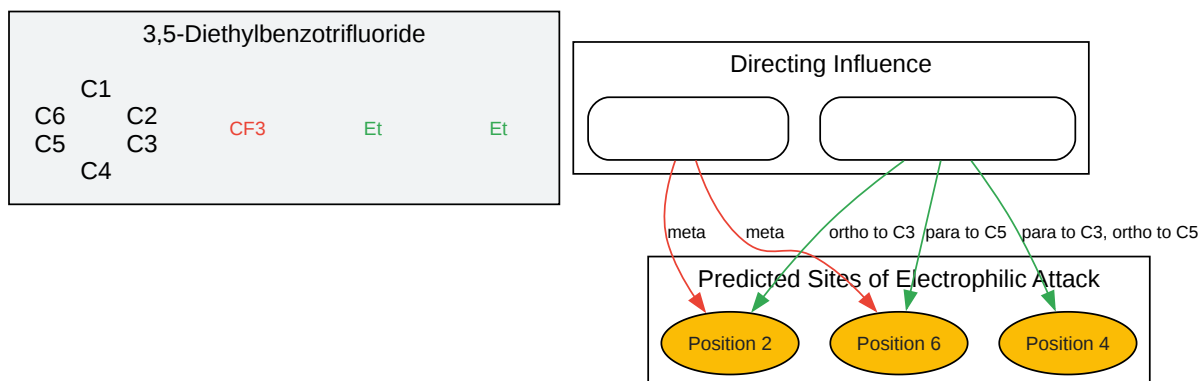 3,5-Diethylbenzotrifluoride
C1
C6
C2
C5
C3
C4
CF3
Et
Et
Directing Influence
meta
meta
ortho to C3
para to C5
para to C3, ortho to C5
Predicted Sites of Electrophilic Attack
Position 2
Position 6
Position 4